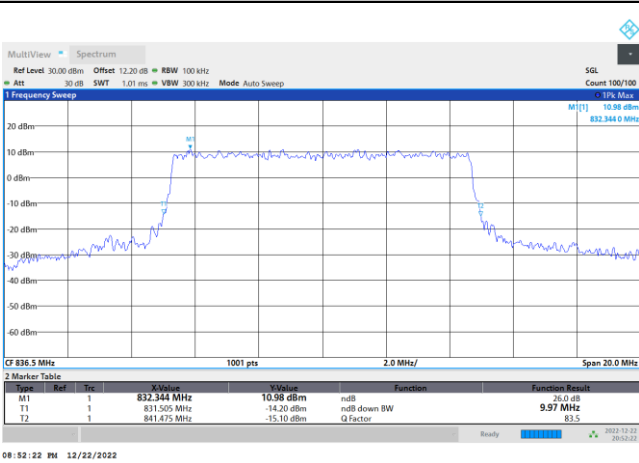 MultiView Spectrum
Ref Level 30.00 dBm Offset 12.20 dB RBW 100 kHz SGL
Att 30 dB SWT 1.01 ms VBW 300 kHz Mode Auto Sweep Count 100/100
1 Frequency Sweep 1Pk Max
M1[1] 10.98 dBm
832.344 0 MHz
20 dBm
M1
10 dBm
0 dBm
-10 dBm
T1 T2
-20 dBm
-30 dBm
-40 dBm
-50 dBm
-60 dBm
CF 836.5 MHz 1001 pts 2.0 MHz/ Span 20.0 MHz
2 Marker Table
Type Ref Trc X-Value Y-Value Function Function Result
M1 1 832.344 MHz 10.98 dBm ndB 26.0 dB
T1 1 831.505 MHz -14.20 dBm ndB down BW 9.97 MHz
T2 1 841.475 MHz -15.10 dBm Q Factor 83.5
Ready 2022-12-22
20:52:22
08:52:22 PM 12/22/2022